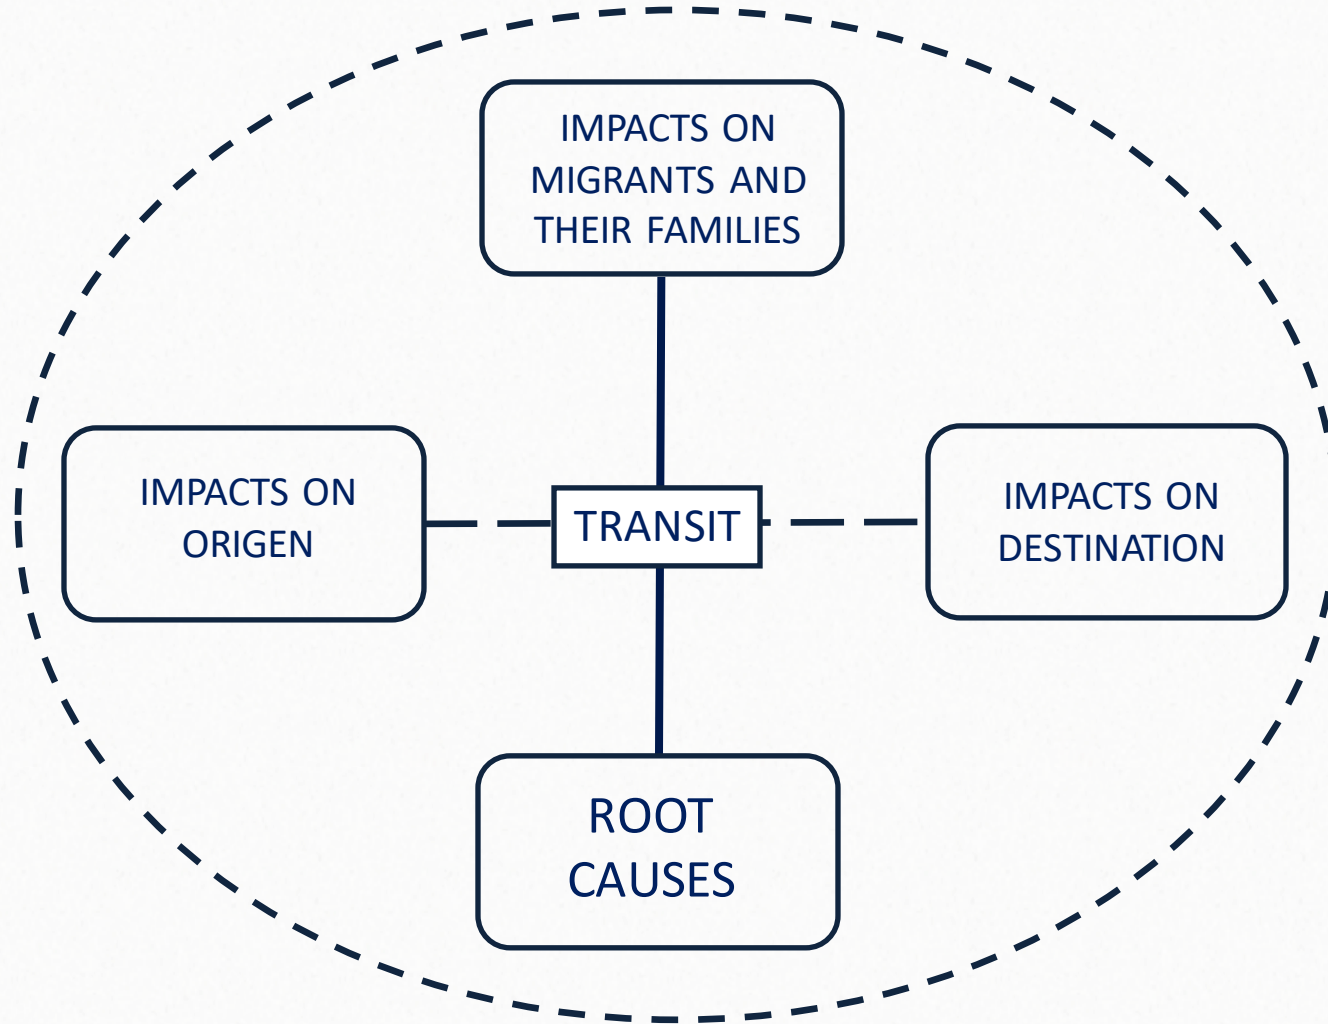 IMPACTS ON
MIGRANTS AND
THEIR FAMILIES
IMPACTS ON
ORIGEN
TRANSIT
IMPACTS ON
DESTINATION
ROOT
CAUSES